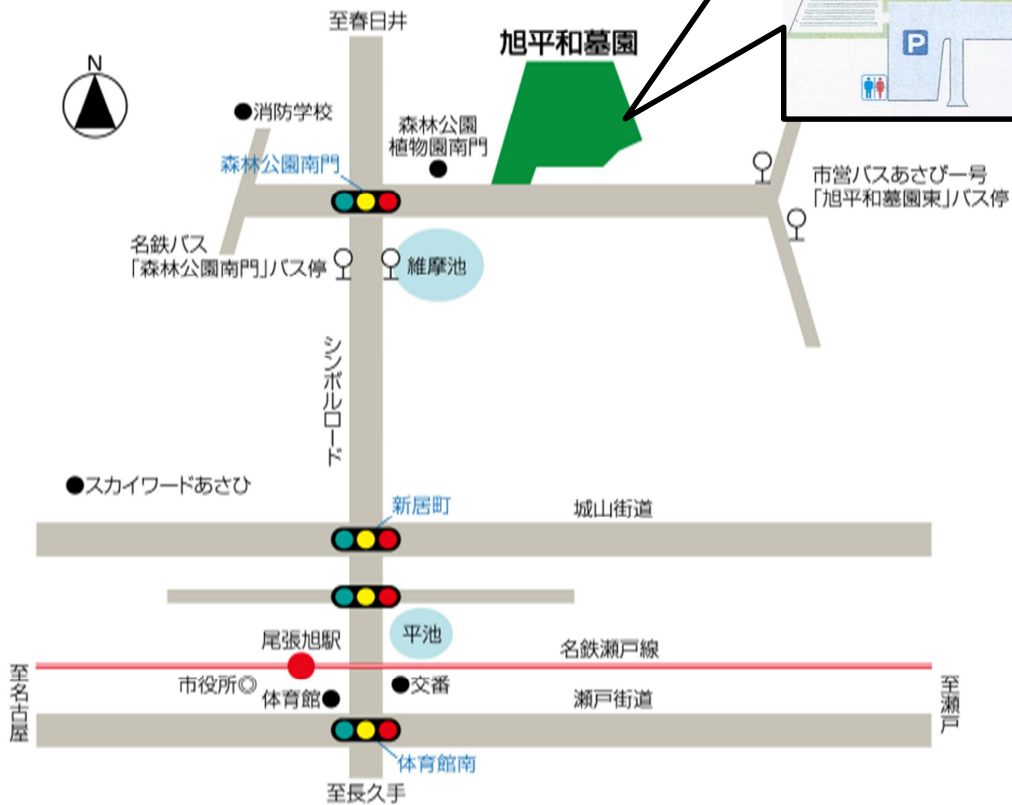 至春日井
旭平和墓園
P
N
消防学校
森林公園
植物園南門
森林公園南門
市営バスあさぴー号
「旭平和墓園東」バス停
名鉄バス
「森林公園南門」バス停
維摩池
シンボルロード
スカイワードあさひ
新居町
城山街道
平池
尾張旭駅
名鉄瀬戸線
至名古屋
市役所◎
体育館
交番
瀬戸街道
至瀬戸
体育館南
至長久手